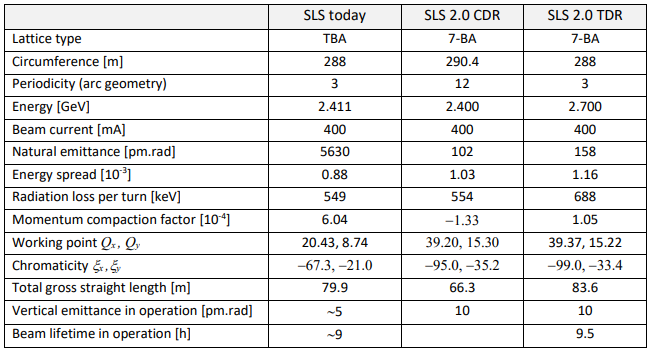 SLS today SLS 2.0 CDR SLS 2.0 TDR
Lattice type TBA 7-BA 7-BA
Circumference [m] 288 290.4 288
Periodicity (arc geometry) 3 12 3
Energy [GeV] 2.411 2.400 2.700
Beam current [mA] 400 400 400
Natural emittance [pm.rad] 5630 102 158
Energy spread [10⁻³] 0.88 1.03 1.16
Radiation loss per turn [keV] 549 554 688
Momentum compaction factor [10⁻⁴] 6.04 −1.33 1.05
Working point Qₓ, Qᵧ 20.43, 8.74 39.20, 15.30 39.37, 15.22
Chromaticity ξₓ, ξᵧ −67.3, −21.0 −95.0, −35.2 −99.0, −33.4
Total gross straight length [m] 79.9 66.3 83.6
Vertical emittance in operation [pm.rad] ~5 10 10
Beam lifetime in operation [h] ~9 9.5